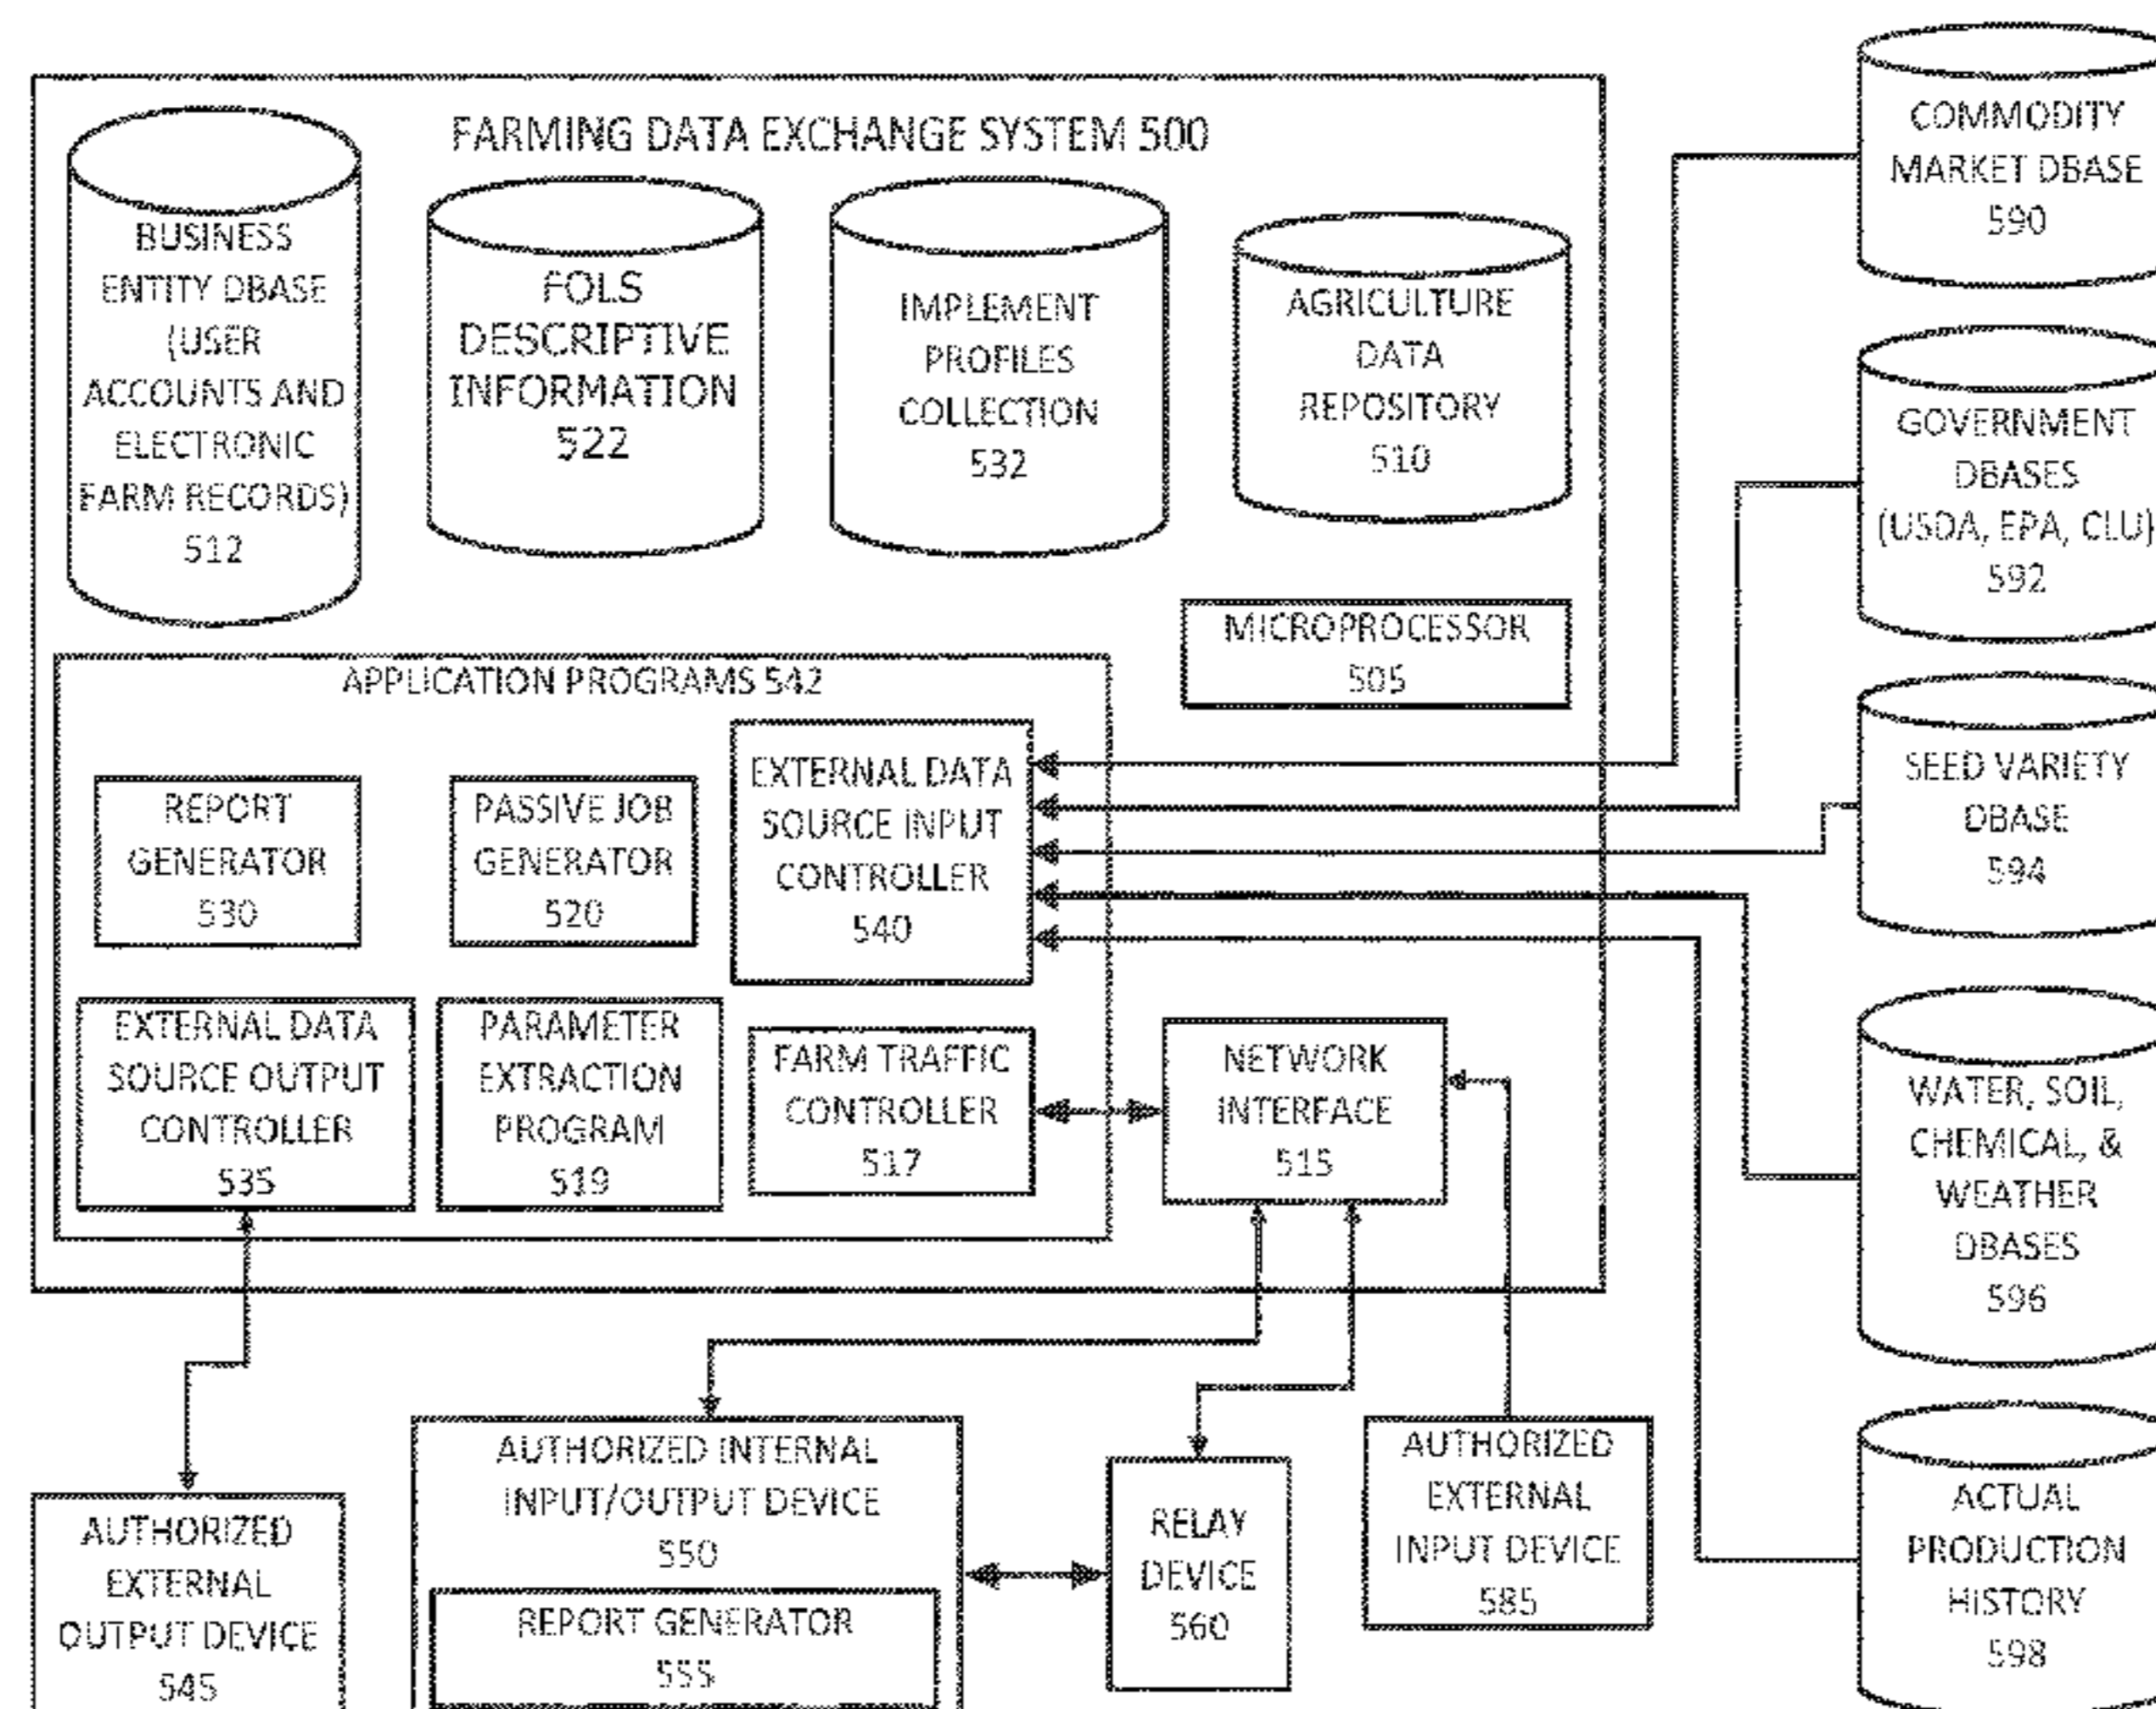 FARMING DATA EXCHANGE SYSTEM 500
BUSINESS
ENTITY DBASE
(USER
ACCOUNTS AND
ELECTRONIC
FARM RECORDS)
512
FOLS
DESCRIPTIVE
INFORMATION
522
IMPLEMENT
PROFILES
COLLECTION
532
AGRICULTURE
DATA
REPOSITORY
510
MICROPROCESSOR
505
APPLICATION PROGRAMS 542
REPORT
GENERATOR
530
PASSIVE JOB
GENERATOR
520
EXTERNAL DATA
SOURCE INPUT
CONTROLLER
540
EXTERNAL DATA
SOURCE OUTPUT
CONTROLLER
535
PARAMETER
EXTRACTION
PROGRAM
519
FARM TRAFFIC
CONTROLLER
517
NETWORK
INTERFACE
515
COMMODITY
MARKET DBASE
590
GOVERNMENT
DBASES
(USDA, EPA, CLU)
592
SEED VARIETY
DBASE
594
WATER, SOIL,
CHEMICAL, &
WEATHER
DBASES
596
ACTUAL
PRODUCTION
HISTORY
598
AUTHORIZED
EXTERNAL
OUTPUT DEVICE
545
AUTHORIZED INTERNAL
INPUT/OUTPUT DEVICE
550
REPORT GENERATOR
555
RELAY
DEVICE
560
AUTHORIZED
EXTERNAL
INPUT DEVICE
585